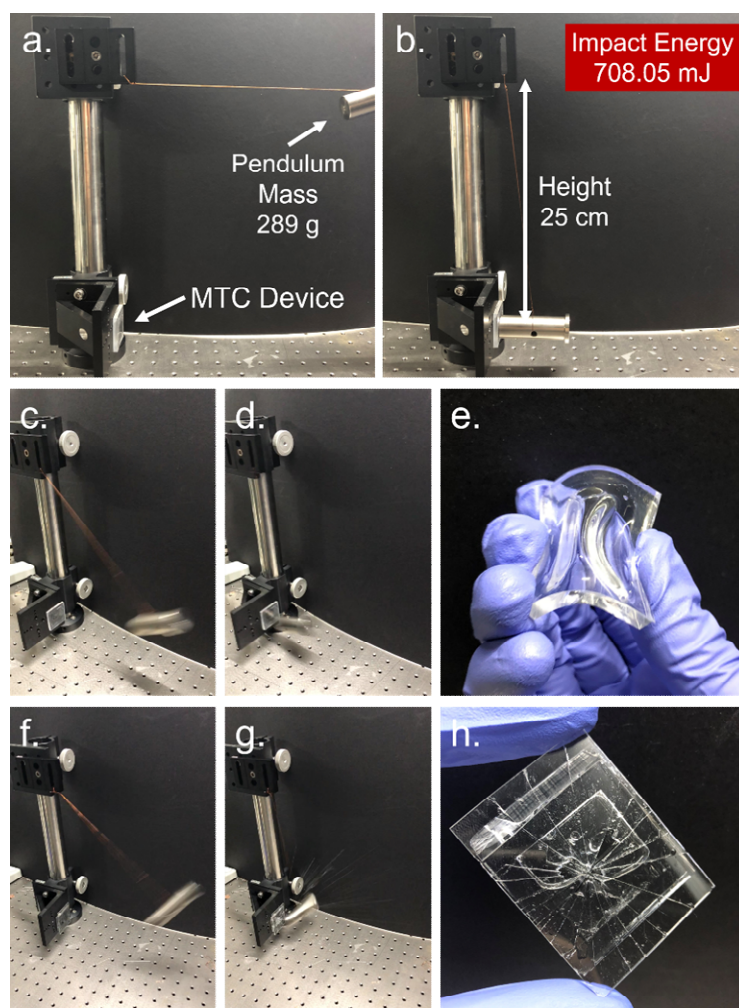 a.
Pendulum
Mass
289 g
MTC Device
b.
Impact Energy
708.05 mJ
Height
25 cm
c.
d.
e.
f.
g.
h.